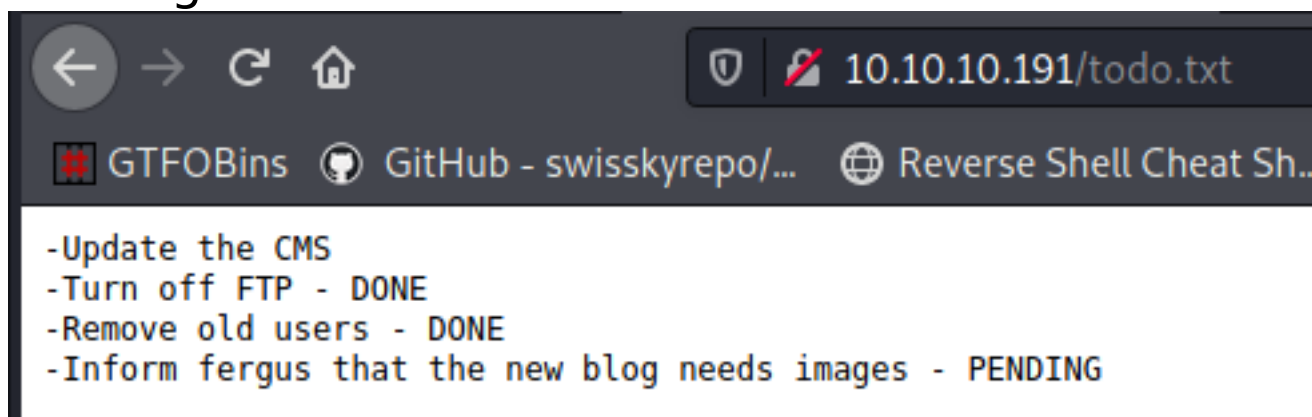 10.10.10.191/todo.txt
GTFOBins GitHub - swisskyrepo/... Reverse Shell Cheat Sh...
-Update the CMS
-Turn off FTP - DONE
-Remove old users - DONE
-Inform fergus that the new blog needs images - PENDING